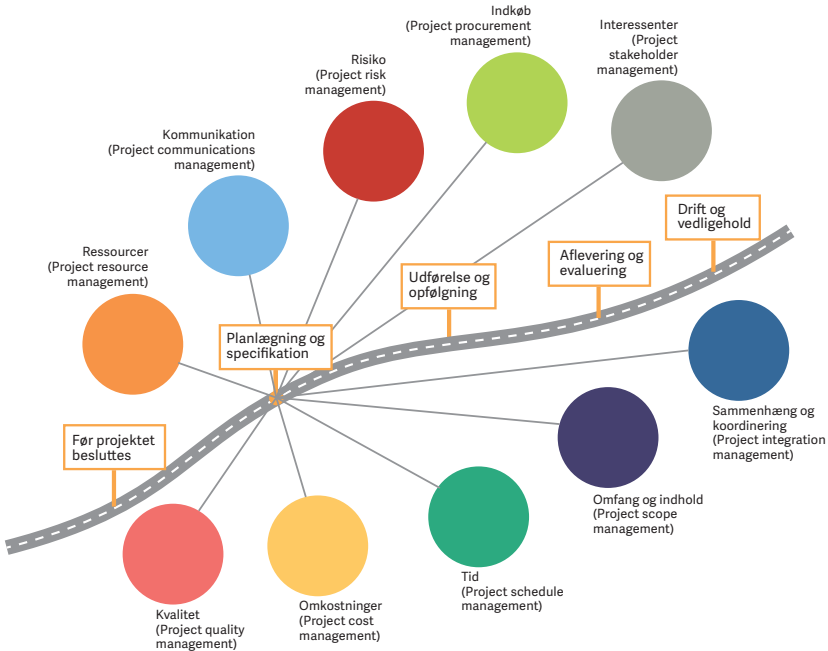 Indkøb
(Project procurement
management)
Interessenter
(Project
stakeholder
management)
Risiko
(Project risk
management)
Kommunikation
(Project communications
management)
Ressourcer
(Project resource
management)
Drift og
vedligehold
Aflevering og
evaluering
Udførelse og
opfølgning
Planlægning og
specifikation
Før projektet
besluttes
Sammenhæng og
koordinering
(Project integration
management)
Omfang og indhold
(Project scope
management)
Tid
(Project schedule
management)
Omkostninger
(Project cost
management)
Kvalitet
(Project quality
management)